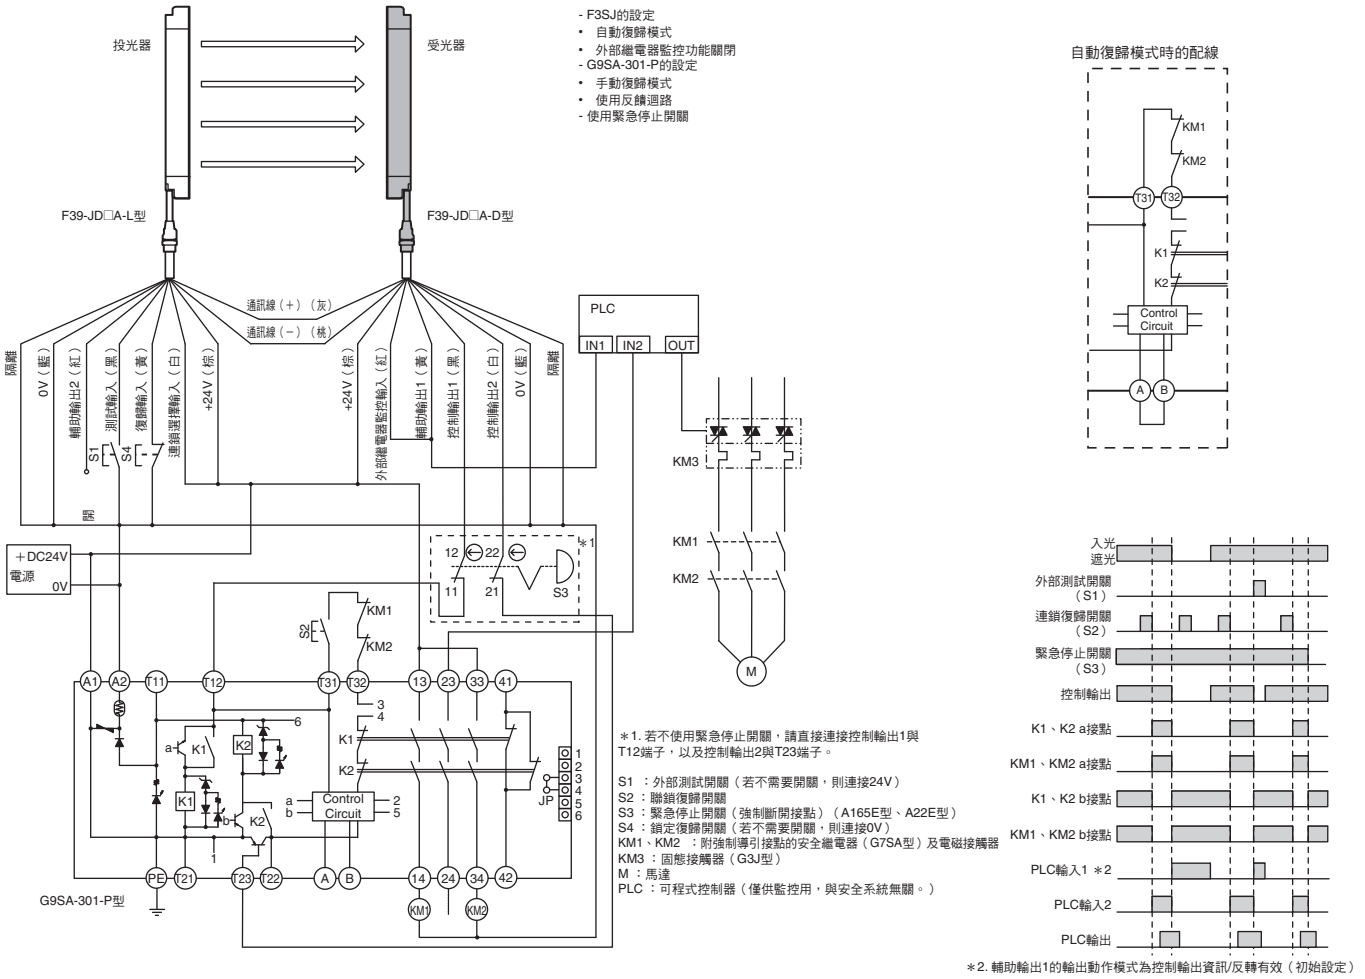 投光器
受光器
- F3SJ的設定
• 自動復歸模式
• 外部繼電器監控功能關閉
- G9SA-301-P的設定
• 手動復歸模式
• 使用反饋迴路
- 使用緊急停止開關
自動復歸模式時的配線
KM1
KM2
T31
T32
K1
K2
Control
Circuit
A
B
F39-JD□A-L型
F39-JD□A-D型
通訊線（+）（灰）
通訊線（−）（桃）
隔離
0V（藍）
輔助輸出2（紅）
測試輸入（黑）
復歸輸入（黃）
連鎖選擇輸入（白）
+24V（棕）
+24V（棕）
外部繼電器監控輸入（紅）
輔助輸出1（黃）
控制輸出1（黑）
控制輸出2（白）
0V（藍）
隔離
S1
S4
開
PLC
IN1
IN2
OUT
KM3
KM1
KM2
M
＋DC24V
電源
0V
12
22
＊1
11
21
S3
S2
KM1
KM2
A1
A2
T11
T12
T31
T32
13
23
33
41
3
4
6
a
K1
K2
K1
K2
K1
b
K2
1
a
b
Control
Circuit
2
5
JP
1
2
3
4
5
6
PE
T21
T23
T22
A
B
14
24
34
42
KM1
KM2
G9SA-301-P型
＊1. 若不使用緊急停止開關，請直接連接控制輸出1與
T12端子，以及控制輸出2與T23端子。
S1 ：外部測試開關（若不需要開關，則連接24V）
S2 ：聯鎖復歸開關
S3 ：緊急停止開關（強制斷開接點）（A165E型、A22E型）
S4 ：鎖定復歸開關（若不需要開關，則連接0V）
KM1、KM2 ：附強制導引接點的安全繼電器（G7SA型）及電磁接觸器
KM3 ：固態接觸器（G3J型）
M ：馬達
PLC ：可程式控制器（僅供監控用，與安全系統無關。）
入光
遮光
外部測試開關
（S1）
連鎖復歸開關
（S2）
緊急停止開關
（S3）
控制輸出
K1、K2 a接點
KM1、KM2 a接點
K1、K2 b接點
KM1、KM2 b接點
PLC輸入1 ＊2
PLC輸入2
PLC輸出
＊2. 輔助輸出1的輸出動作模式為控制輸出資訊/反轉有效（初始設定）